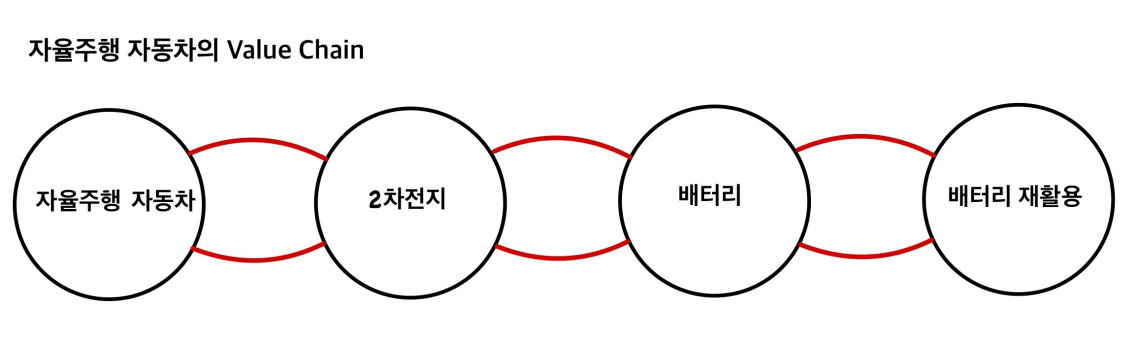 자율주행 자동차의 Value Chain
자율주행 자동차
2차전지
배터리
배터리 재활용